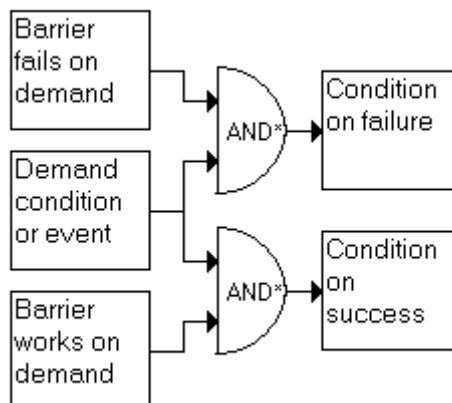 Barrier
fails on
demand
Demand
condition
or event
Barrier
works on
demand
AND*
AND*
Condition
on failure
Condition
on
success